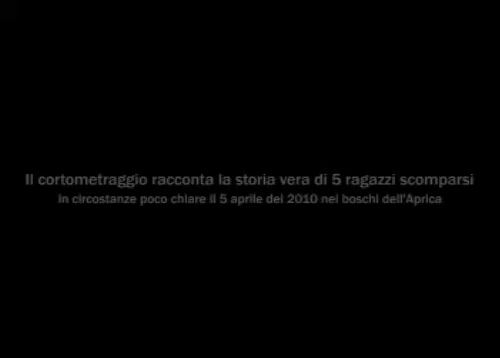 Il cortometraggio racconta la storia vera di 5 ragazzi scomparsi
in circostanze poco chiare il 5 aprile del 2010 nei boschi dell'Aprica